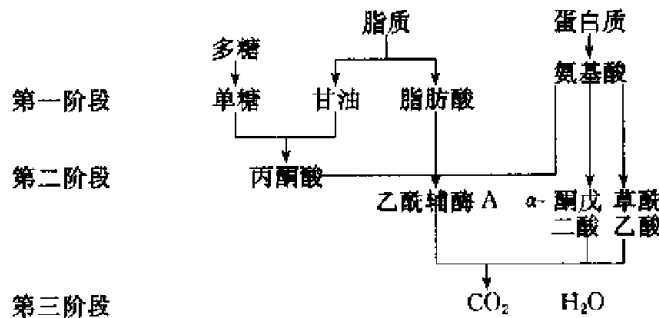 脂质 蛋白质
多糖
氨基酸
第一阶段 单糖 甘油 脂肪酸
第二阶段 丙酮酸
乙酰辅酶 A α- 酮戊 草酰
二酸 乙酸
第三阶段 CO₂ H₂O